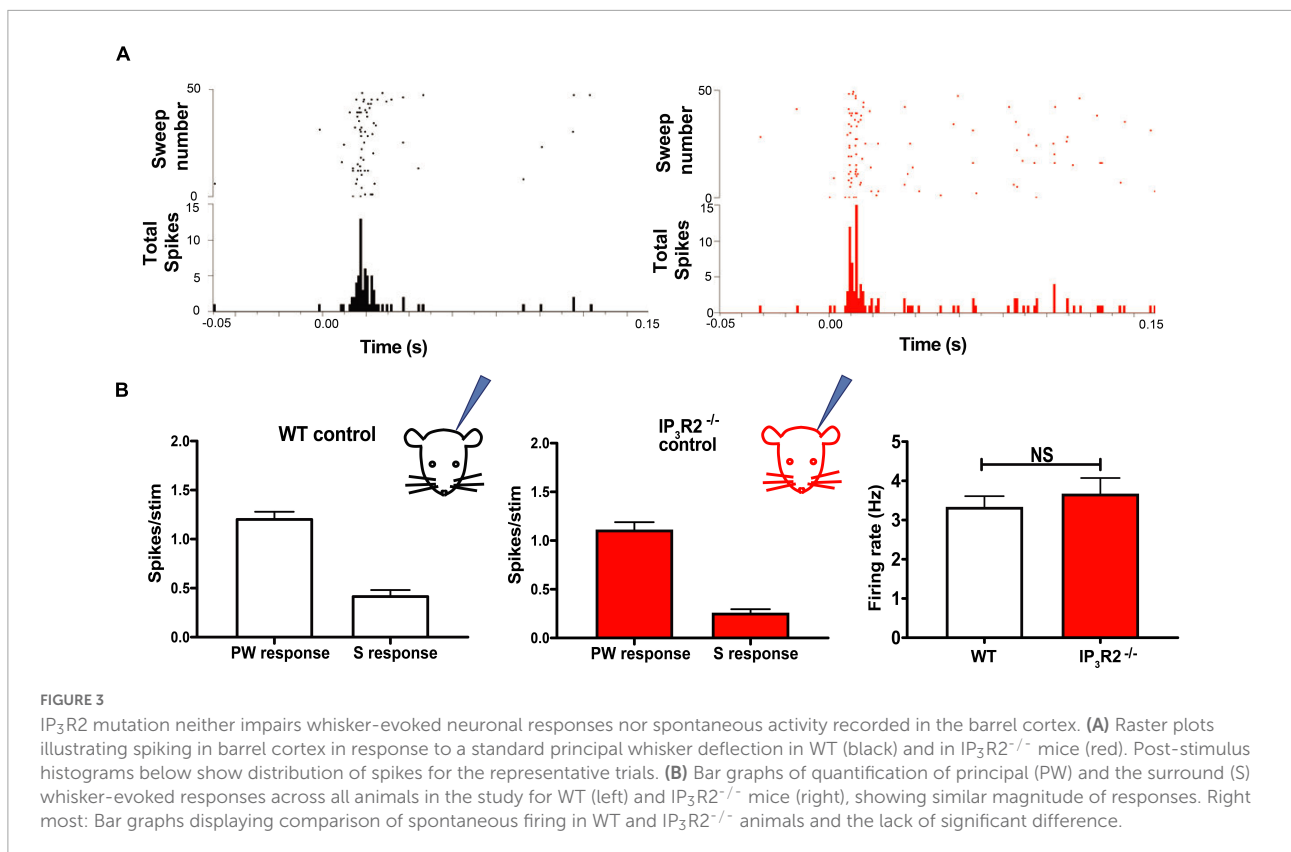 A
50
Sweep number
0
15
Total Spikes
10
5
0
-0.05
0.00
0.15
Time (s)
50
Sweep number
0
15
Total Spikes
10
5
0
-0.05
0.00
0.15
Time (s)
B
WT control
2.0
1.5
1.0
0.5
0.0
Spikes/stim
PW response
S response
IP₃R2 ⁻/⁻
control
2.0
1.5
1.0
0.5
0.0
Spikes/stim
PW response
S response
5
4
3
2
1
0
Firing rate (Hz)
NS
WT
IP₃R2 ⁻/⁻
FIGURE 3
IP₃R2 mutation neither impairs whisker-evoked neuronal responses nor spontaneous activity recorded in the barrel cortex. (A) Raster plots
illustrating spiking in barrel cortex in response to a standard principal whisker deflection in WT (black) and in IP₃R2⁻/⁻ mice (red). Post-stimulus
histograms below show distribution of spikes for the representative trials. (B) Bar graphs of quantification of principal (PW) and the surround (S)
whisker-evoked responses across all animals in the study for WT (left) and IP₃R2⁻/⁻ mice (right), showing similar magnitude of responses. Right
most: Bar graphs displaying comparison of spontaneous firing in WT and IP₃R2⁻/⁻ animals and the lack of significant difference.